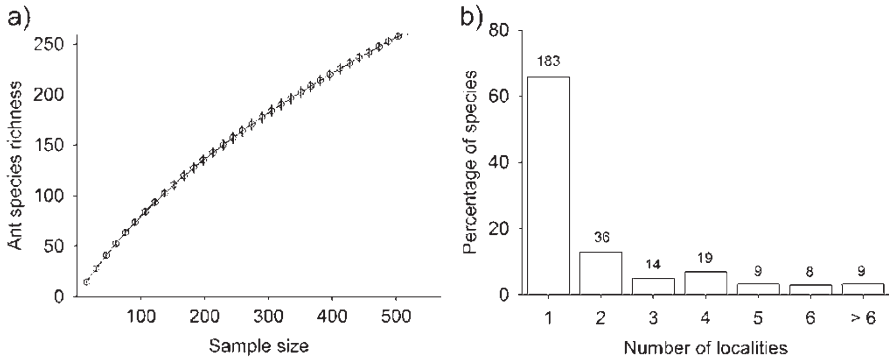 a)
Ant species richness
250
200
150
100
50
0
100 200 300 400 500
Sample size
b)
Percentage of species
80
60
40
20
0
183
36
14
19
9
8
9
1 2 3 4 5 6 > 6
Number of localities